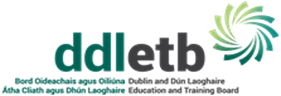 ddletb
Bord Oideachais agus Oiliúna Dublin and Dún Laoghaire
Átha Cliath agus Dhún Laoghaire Education and Training Board